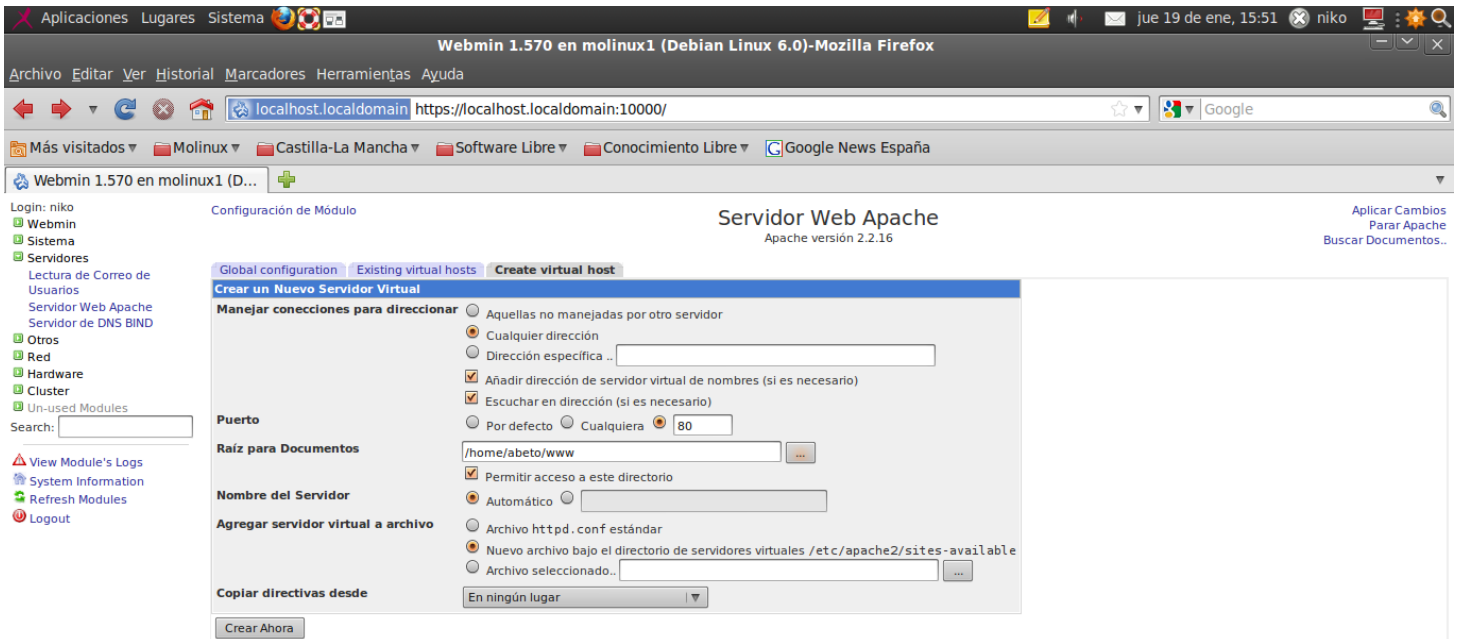 Aplicaciones Lugares Sistema jue 19 de ene, 15:51 niko
Webmin 1.570 en molinux1 (Debian Linux 6.0)-Mozilla Firefox
Archivo Editar Ver Historial Marcadores Herramientas Ayuda
localhost.localdomain https://localhost.localdomain:10000/ Google
Más visitados Molinux Castilla-La Mancha Software Libre Conocimiento Libre Google News España
Webmin 1.570 en molinux1 (D...
Login: niko
Webmin
Sistema
Servidores
Lectura de Correo de
Usuarios
Servidor Web Apache
Servidor de DNS BIND
Otros
Red
Hardware
Cluster
Un-used Modules
Search:
View Module's Logs
System Information
Refresh Modules
Logout
Configuración de Módulo
Servidor Web Apache
Apache versión 2.2.16
Aplicar Cambios
Parar Apache
Buscar Documentos..
Global configuration Existing virtual hosts Create virtual host
Crear un Nuevo Servidor Virtual
Manejar conecciones para direccionar Aquellas no manejadas por otro servidor
Cualquier dirección
Dirección específica ..
Añadir dirección de servidor virtual de nombres (si es necesario)
Escuchar en dirección (si es necesario)
Puerto Por defecto Cualquiera 80
Raíz para Documentos /home/abeto/www ...
Permitir acceso a este directorio
Nombre del Servidor Automático
Agregar servidor virtual a archivo Archivo httpd.conf estándar
Nuevo archivo bajo el directorio de servidores virtuales /etc/apache2/sites-available
Archivo seleccionado.. ...
Copiar directivas desde En ningún lugar
Crear Ahora